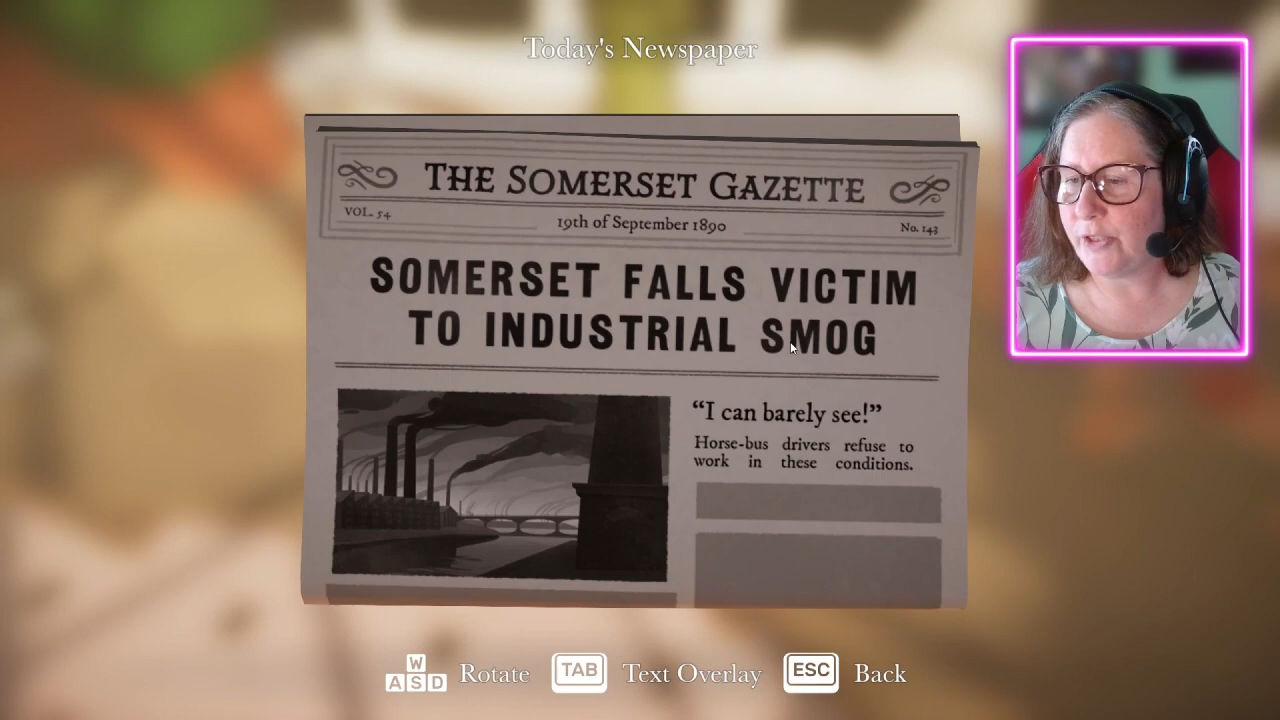 Today's Newspaper
THE SOMERSET GAZETTE
VOL. 54
19th of September 1890
No. 143
SOMERSET FALLS VICTIM
TO INDUSTRIAL SMOG
“I can barely see!”
Horse-bus drivers refuse to
work in these conditions.
W
A S D Rotate TAB Text Overlay ESC Back